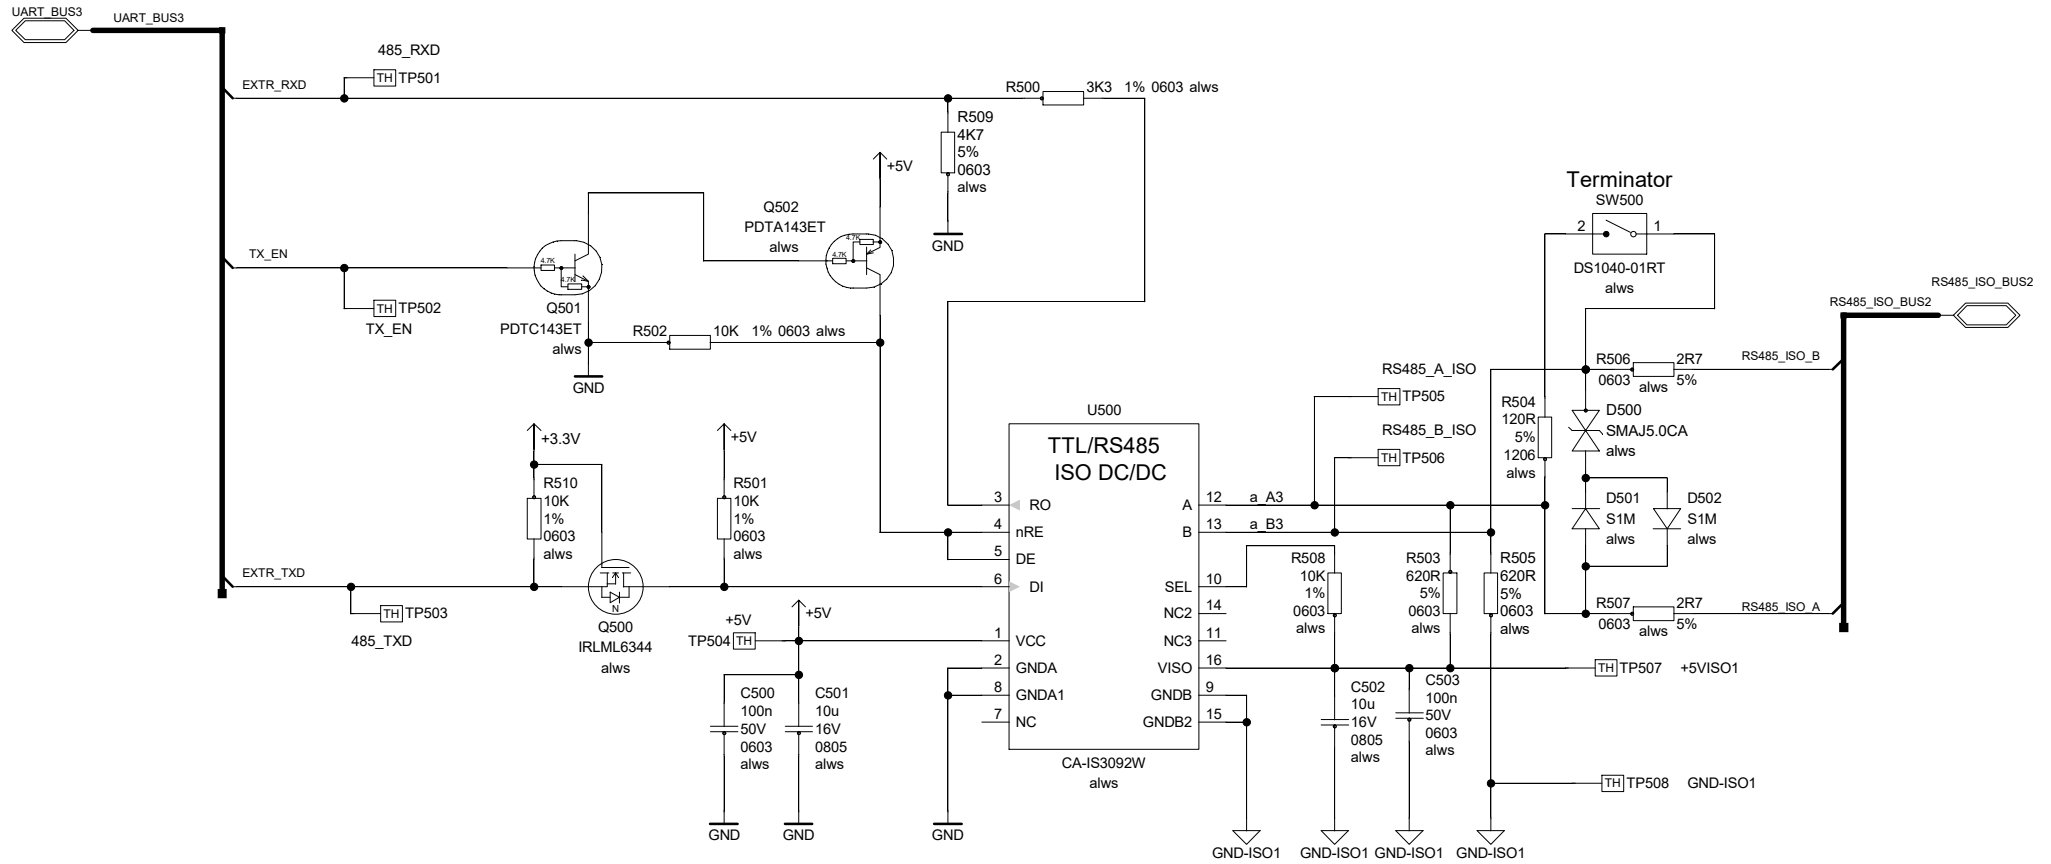 UART_BUS3
UART_BUS3
485_RXD
TH TP501
EXTR_RXD
R500 3K3 1% 0603 alws
R509
4K7
5%
0603
alws
GND
+5V
Q502
PDTA143ET
alws
4.7K
4.7K
TX_EN
TH TP502
TX_EN
4.7K
4.7K
Q501
PDTC143ET
alws
R502 10K 1% 0603 alws
GND
+3.3V
R510
10K
1%
0603
alws
+5V
R501
10K
1%
0603
alws
EXTR_TXD
TH TP503
485_TXD
N
Q500
IRLML6344
alws
+5V
+5V
TP504 TH
C500
100n
50V
0603
alws
GND
C501
10u
16V
0805
alws
GND
GND
U500
TTL/RS485
ISO DC/DC
3 RO
4 nRE
5 DE
6 DI
1 VCC
2 GNDA
8 GNDA1
7 NC
A 12 a_A3
B 13 a_B3
SEL 10
NC2 14
NC3 11
VISO 16
GNDB 9
GNDB2 15
CA-IS3092W
alws
RS485_A_ISO
TH TP505
RS485_B_ISO
TH TP506
R508
10K
1%
0603
alws
R503
620R
5%
0603
alws
R505
620R
5%
0603
alws
C502
10u
16V
0805
alws
C503
100n
50V
0603
alws
TH TP507 +5VISO1
TH TP508 GND-ISO1
GND-ISO1
GND-ISO1
GND-ISO1
GND-ISO1
Terminator
SW500
2 1
DS1040-01RT
alws
R504
120R
5%
1206
alws
R506 2R7
0603 alws 5%
D500
SMAJ5.0CA
alws
D501
S1M
alws
D502
S1M
alws
R507 2R7
0603 alws 5%
RS485_ISO_B
RS485_ISO_A
RS485_ISO_BUS2
RS485_ISO_BUS2